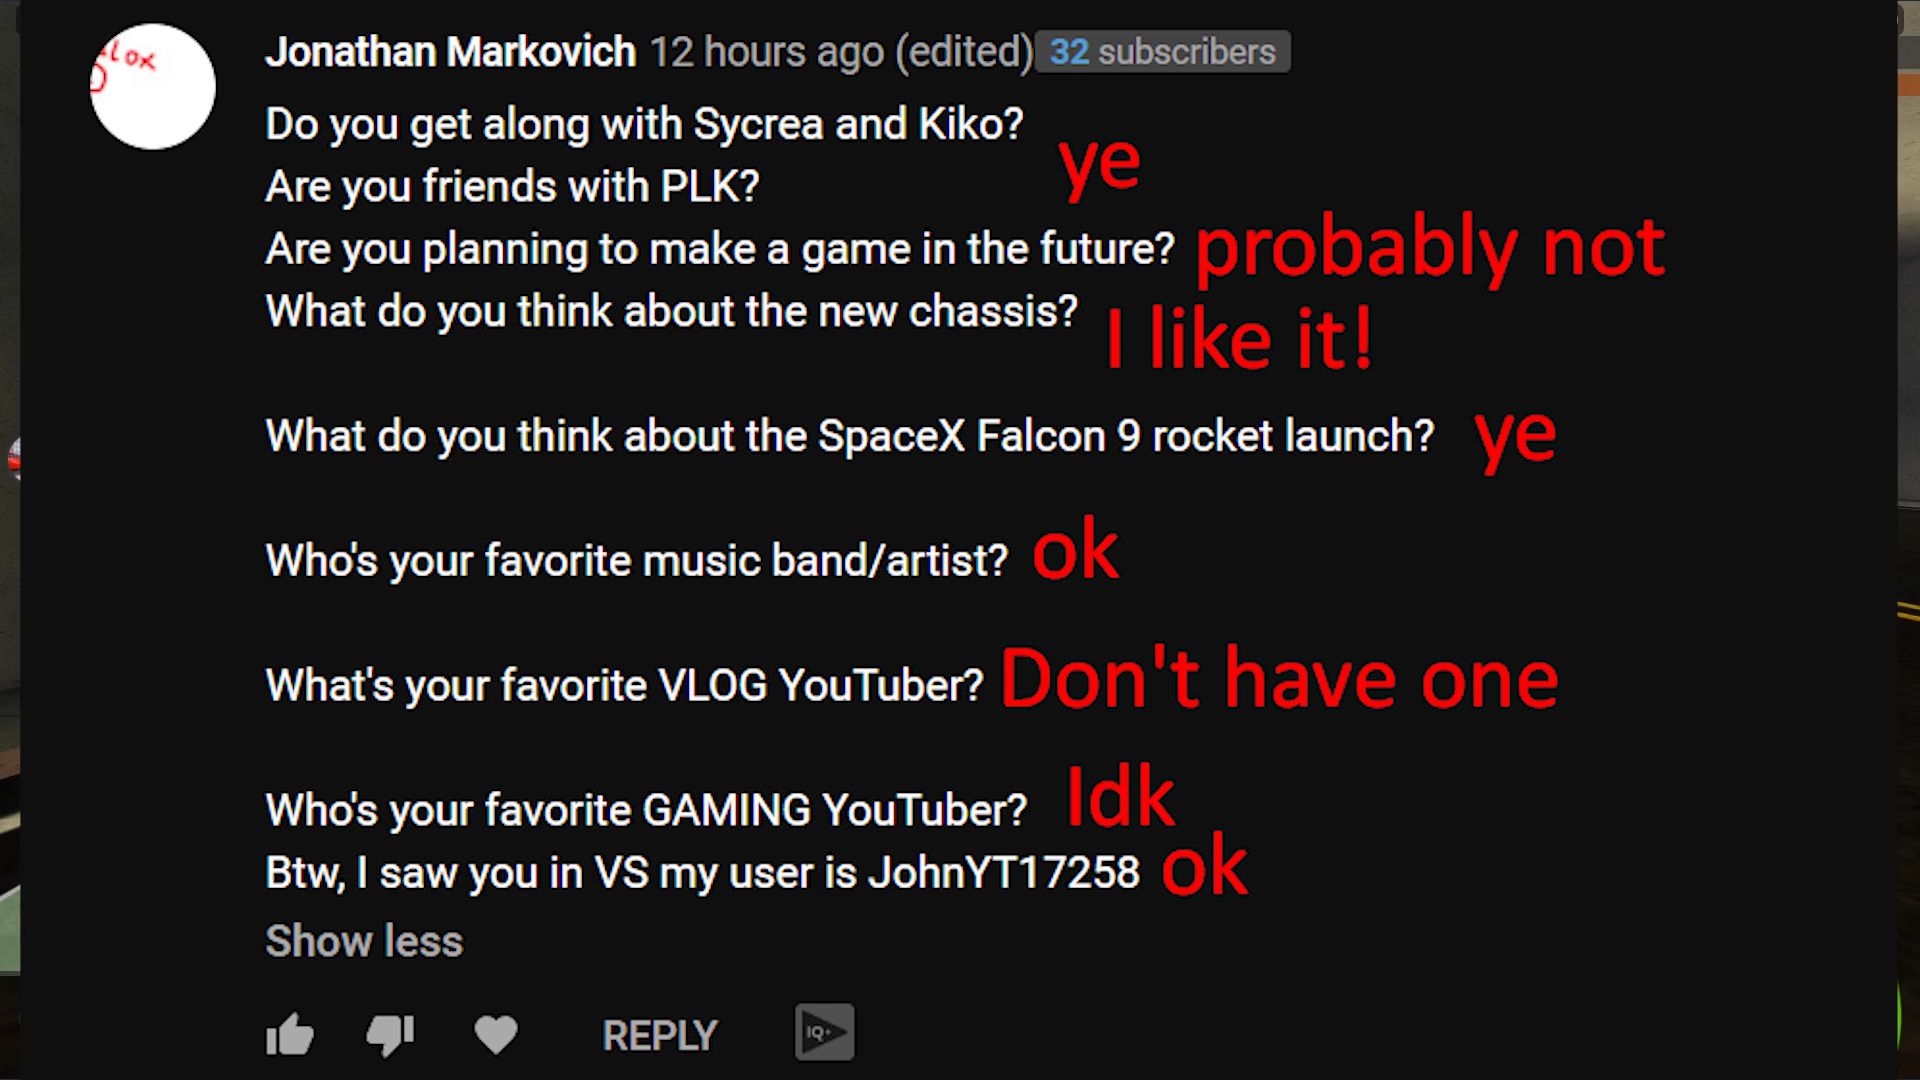 lox
Jonathan Markovich 12 hours ago (edited) 32 subscribers
Do you get along with Sycrea and Kiko?
ye
Are you friends with PLK?
Are you planning to make a game in the future? probably not
What do you think about the new chassis? I like it!
What do you think about the SpaceX Falcon 9 rocket launch? ye
Who's your favorite music band/artist? ok
What's your favorite VLOG YouTuber? Don't have one
Who's your favorite GAMING YouTuber? Idk
Btw, I saw you in VS my user is JohnYT17258 ok
Show less
REPLY IQ+